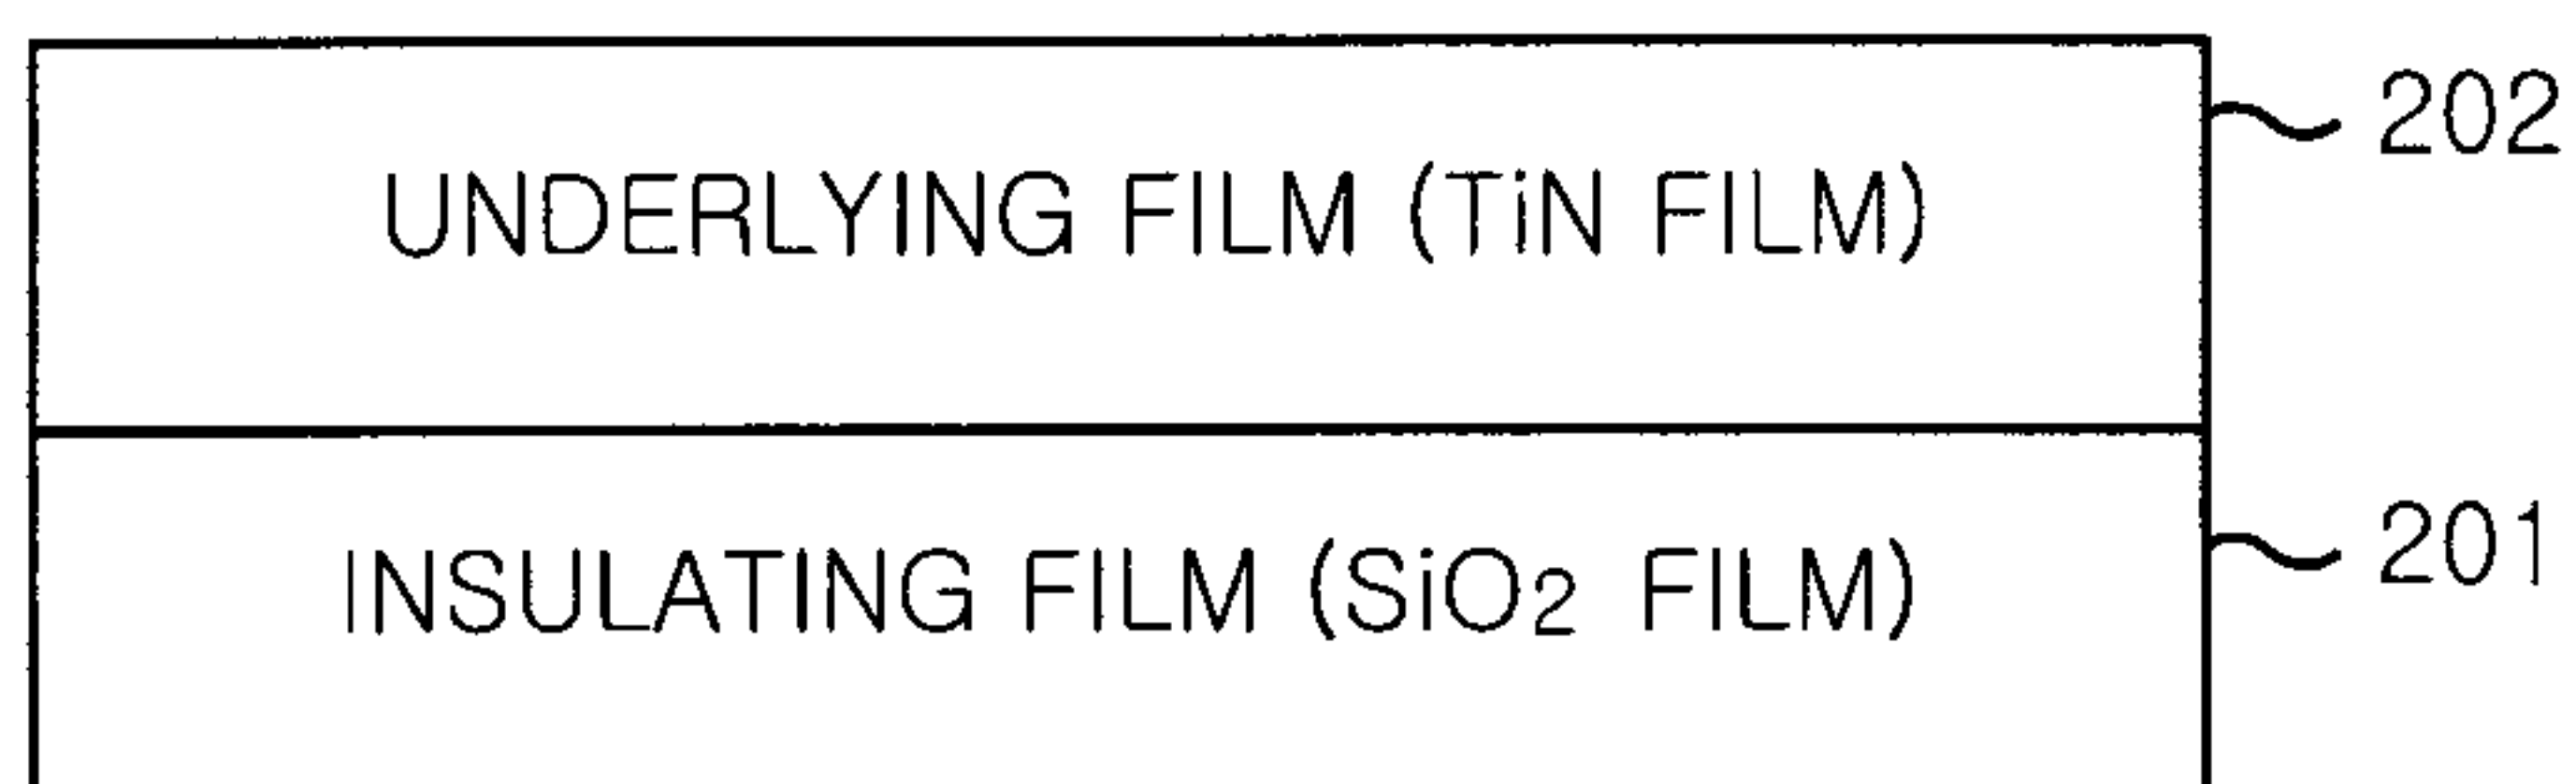 202
UNDERLYING FILM (TiN FILM)
201
INSULATING FILM (SiO2 FILM)